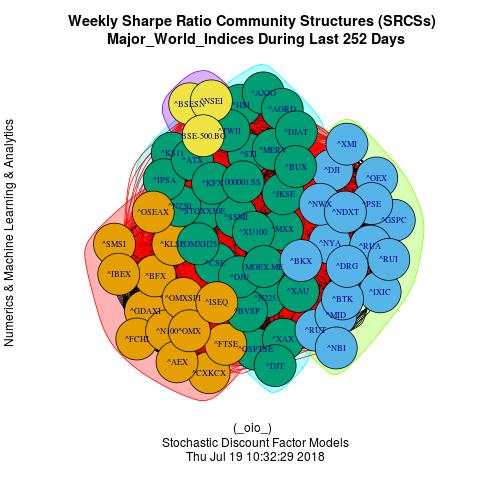 Weekly Sharpe Ratio Community Structures (SRCSs)
Major_World_Indices During Last 252 Days
Numerics & Machine Learning & Analytics
^AXJO
^HSI
^AORD
^BSESN
^NSEI
BSE-500.BO
^TWII
^DJAT
^XMI
^KS11
^ATX
^STI
^MERV
^BUX
^DJI
^OEX
^IPSA
^KFX
000001.SS
^JKSE
^NWX
^NDXT
^GSPC
^OSEAX
^NZ50
^STOXX50E
^SSMI
^XU100
^MXX
^NYA
^RUA
^RUI
^SMSI
^OMXH25
^IBEX
^BFX
^CSE
^DJU
MOEX.ME
^BKX
^DRG
^XAU
^IXIC
^BTK
^MID
^OMXSPI
^ISEQ
^N225
^BVSP
^GDAXI
^N100
^OMX
^FCHI
^FTSE
^GSPTSE
^XAX
^RUT
^NBI
^AEX
^CXKCX
^DJT
(_oio_)
Stochastic Discount Factor Models
Thu Jul 19 10:32:29 2018